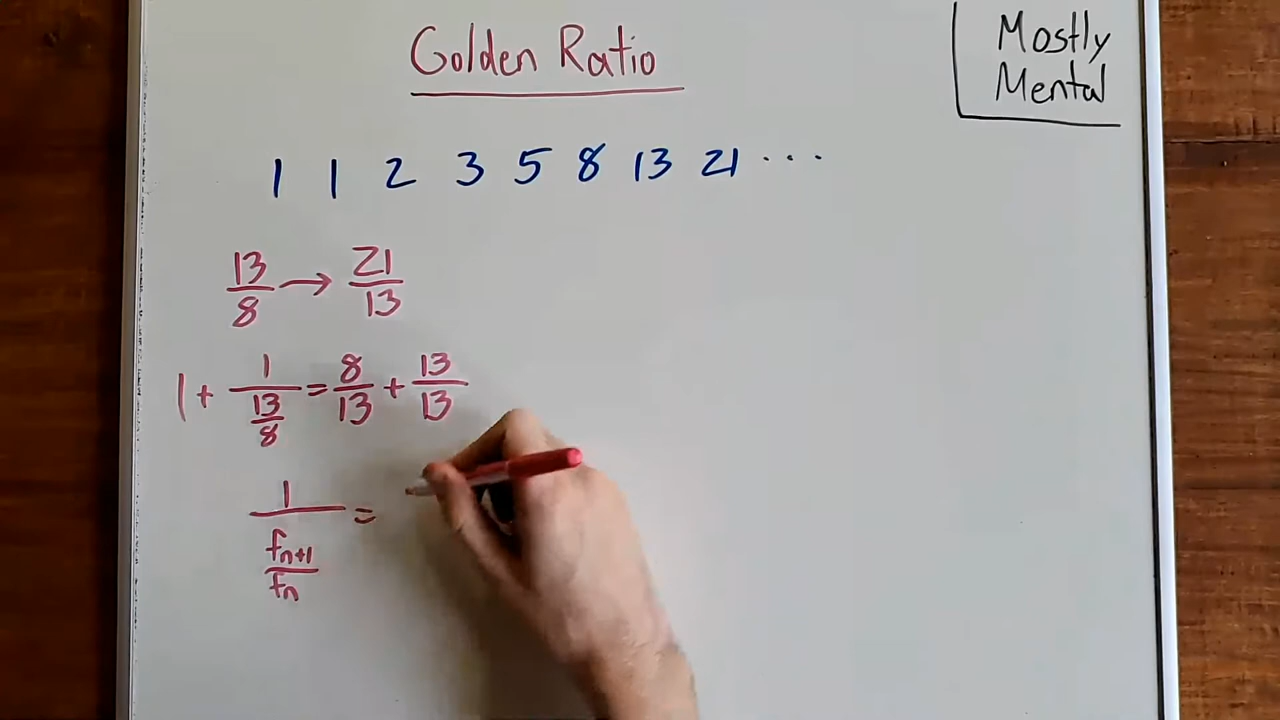 Golden Ratio
Mostly
Mental
1 1 2 3 5 8 13 21 ...
13/8 → 21/13
1 + 1/(13/8) = 8/13 + 13/13
1/(fn+1/fn) =